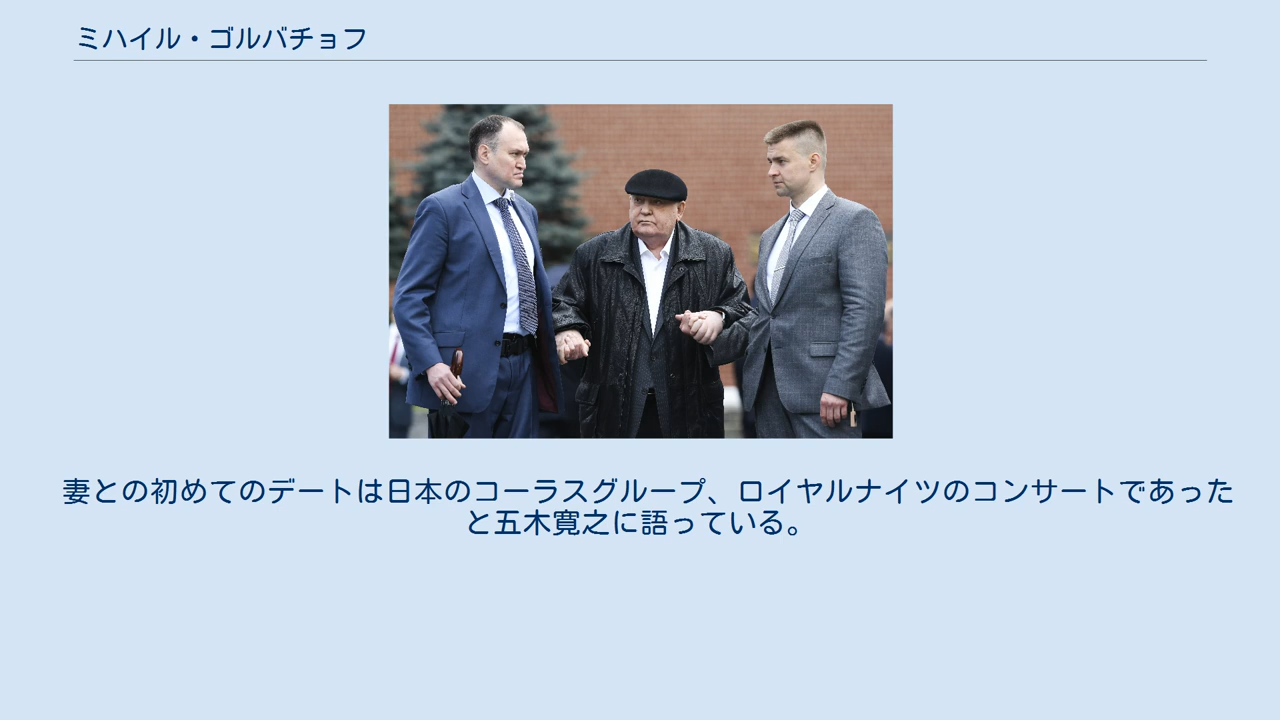 ミハイル・ゴルバチョフ
妻との初めてのデートは日本のコーラスグループ、ロイヤルナイツのコンサートであった
と五木寛之に語っている。